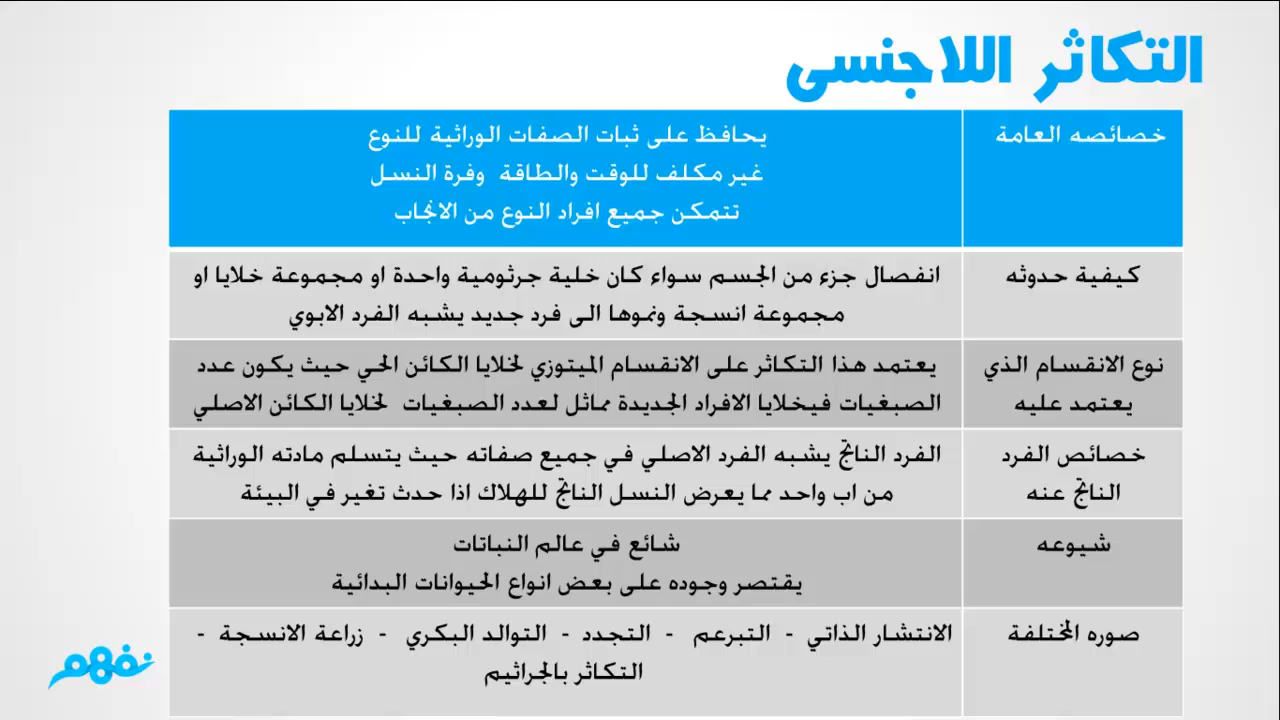 التكاثر اللاجنسى
خصائصه العامة
يحافظ على ثبات الصفات الوراثية للنوع
غير مكلف للوقت والطاقة وفرة النسل
تتمكن جميع افراد النوع من الانجاب
كيفية حدوثه
انفصال جزء من الجسم سواء كان خلية جرثومية واحدة او مجموعة خلايا او
مجموعة انسجة ونموها الى فرد جديد يشبه الفرد الابوي
نوع الانقسام الذي
يعتمد عليه
يعتمد هذا التكاثر على الانقسام الميتوزي لخلايا الكائن الحي حيث يكون عدد
الصبغيات فيخلايا الافراد الجديدة مماثل لعدد الصبغيات لخلايا الكائن الاصلي
خصائص الفرد
الناتج عنه
الفرد الناتج يشبه الفرد الاصلي في جميع صفاته حيث يتسلم مادته الوراثية
من اب واحد مما يعرض النسل الناتج للهلاك اذا حدث تغير في البيئة
شيوعه
شائع في عالم النباتات
يقتصر وجوده على بعض انواع الحيوانات البدائية
صوره المختلفة
الانتشار الذاتي - التبرعم - التجدد - التوالد البكري - زراعة الانسجة -
التكاثر بالجراثيم
نفهم